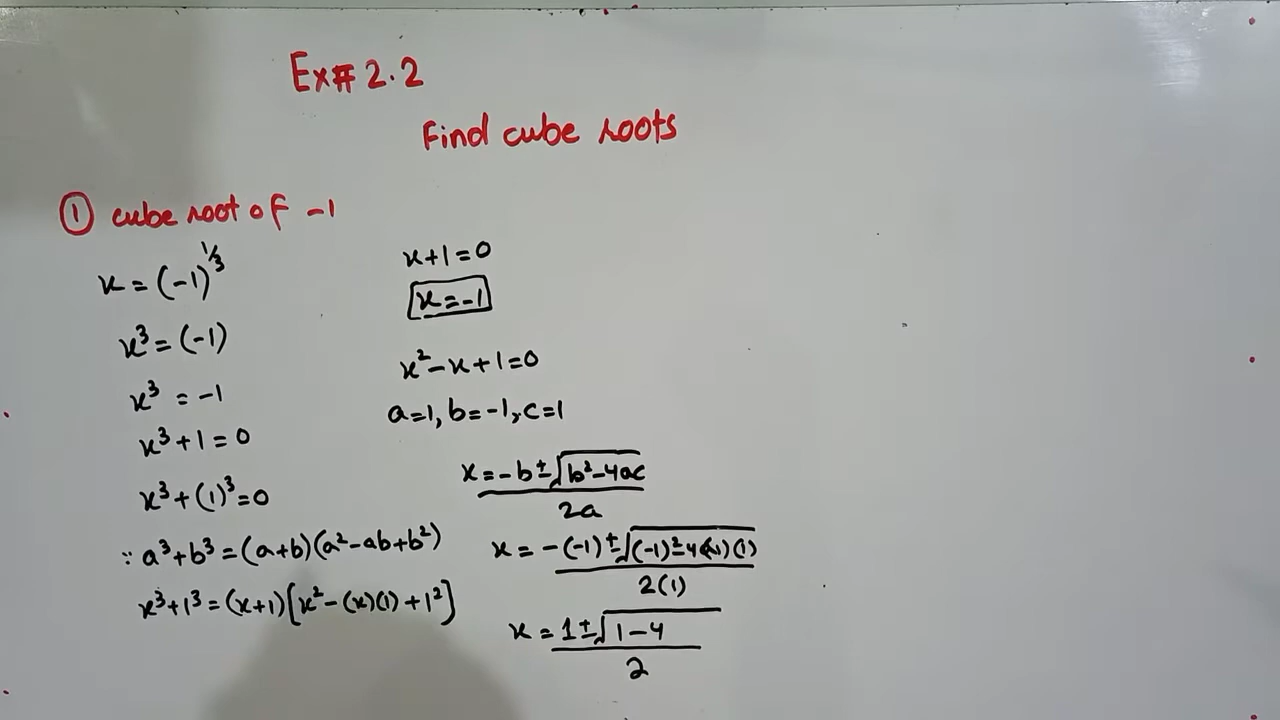 Ex# 2.2
Find cube roots
① cube root of -1
x = (-1)^1/3
x³ = (-1)
x³ = -1
x³+1=0
x³+(1)³=0
∵ a³+b³=(a+b)(a²-ab+b²)
x³+1³=(x+1)[x²-(x)(1)+1²]
x+1=0
x=-1
x²-x+1=0
a=1, b=-1, c=1
x = -b±√b²-4ac
2a
x = -(-1)±√(-1)²-4(1)(1)
2(1)
x = 1±√1-4
2